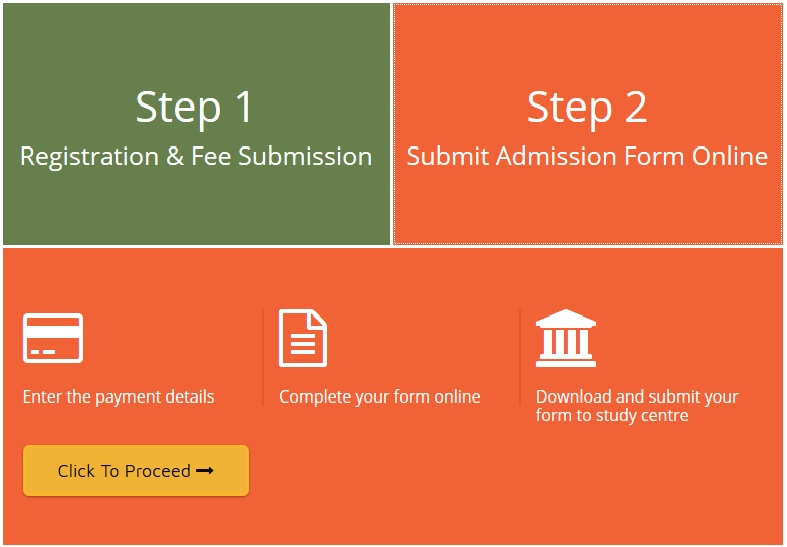 Step 1
Registration & Fee Submission
Step 2
Submit Admission Form Online
Enter the payment details
Complete your form online
Download and submit your
form to study centre
Click To Proceed